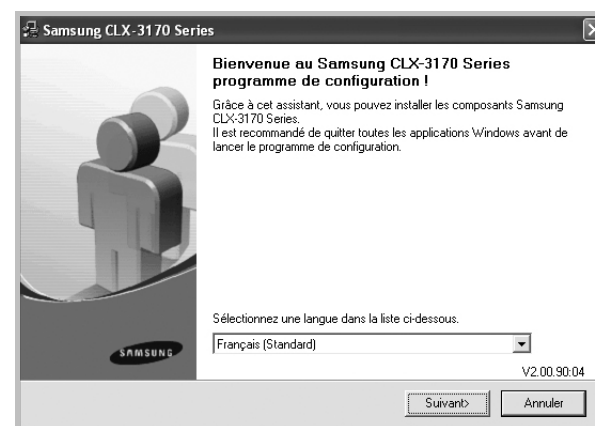 Samsung CLX-3170 Series
Bienvenue au Samsung CLX-3170 Series
programme de configuration !
Grâce à cet assistant, vous pouvez installer les composants Samsung
CLX-3170 Series.
Il est recommandé de quitter toutes les applications Windows avant de
lancer le programme de configuration.
Sélectionnez une langue dans la liste ci-dessous.
SAMSUNG
Français (Standard)
V2.00.90:04
Suivant>
Annuler